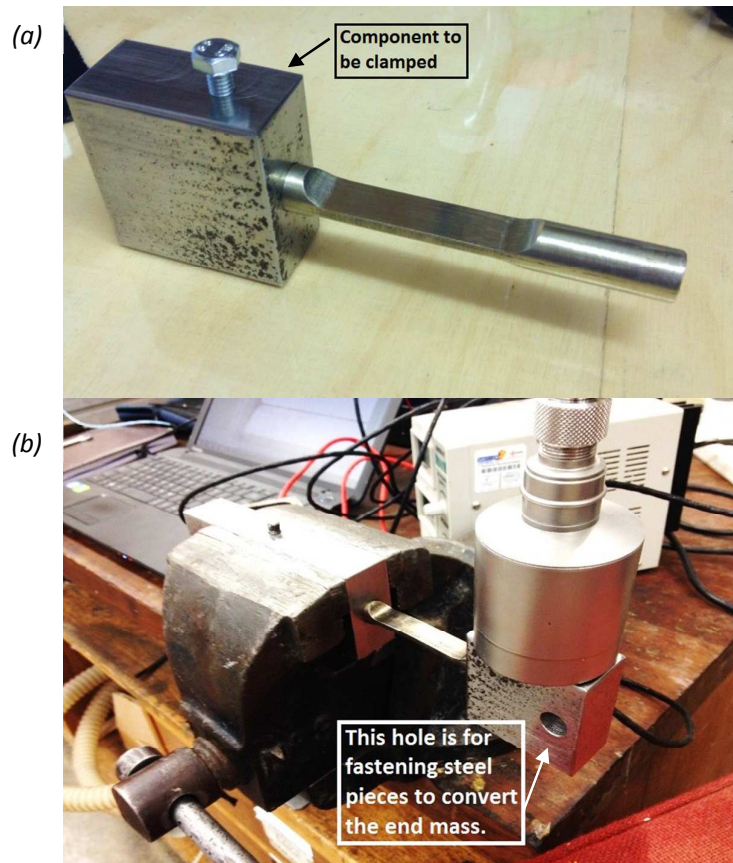 (a)
Component to
be clamped
(b)
This hole is for
fastening steel
pieces to convert
the end mass.